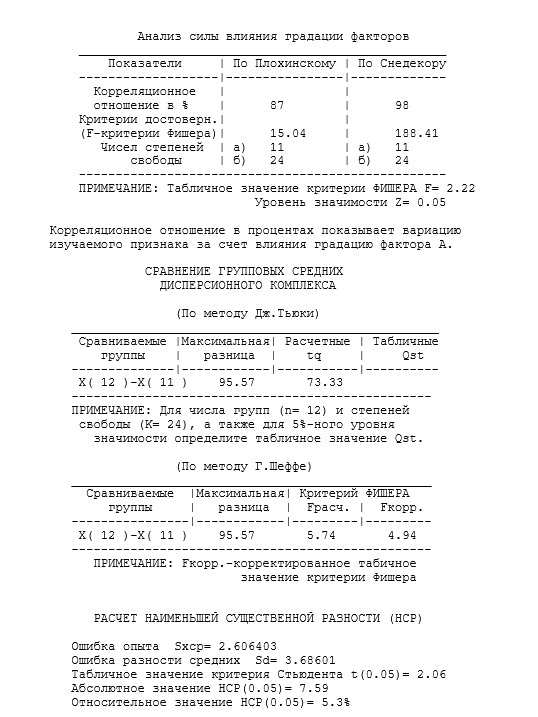 Анализ силы влияния градации факторов
Показатели | По Плохинскому | По Снедекору
Корреляционное | |
отношение в % | 87 | 98
Критерии достоверн.| |
(F-критерии Фишера)| 15.04 | 188.41
Чисел степеней | а) 11 | а) 11
свободы | б) 24 | б) 24
ПРИМЕЧАНИЕ: Табличное значение критерии ФИШЕРА F= 2.22
Уровень значимости Z= 0.05
Корреляционное отношение в процентах показывает вариацию
изучаемого признака за счет влияния градацию фактора А.
СРАВНЕНИЕ ГРУППОВЫХ СРЕДНИХ
ДИСПЕРСИОННОГО КОМПЛЕКСА
(По методу Дж.Тьюки)
Сравниваемые |Максимальная| Расчетные | Табличные
группы | разница | tq | Qst
X( 12 )-X( 11 ) 95.57 73.33
ПРИМЕЧАНИЕ: Для числа групп (n= 12) и степеней
свободы (K= 24), а также для 5%-ного уровня
значимости определите табличное значение Qst.
(По методу Г.Шеффе)
Сравниваемые |Максимальная| Критерий ФИШЕРА
группы | разница | Fрасч. | Fкорр.
X( 12 )-X( 11 ) 95.57 5.74 4.94
ПРИМЕЧАНИЕ: Fкорр.-корректированное табичное
значение критерии Фишера
РАСЧЕТ НАИМЕНЬШЕЙ СУЩЕСТВЕННОЙ РАЗНОСТИ (НСР)
Ошибка опыта Sxcp= 2.606403
Ошибка разности средних Sd= 3.68601
Табличное значение критерия Стьюдента t(0.05)= 2.06
Абсолютное значение НСР(0.05)= 7.59
Относительное значение НСР(0.05)= 5.3%